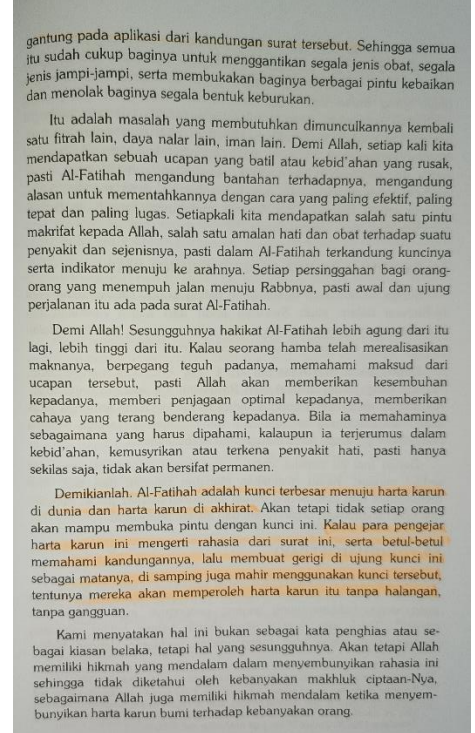 gantung pada aplikasi dari kandungan surat tersebut. Sehingga semua
itu sudah cukup baginya untuk menggantikan segala jenis obat, segala
jenis jampi-jampi, serta membukakan baginya berbagai pintu kebaikan
dan menolak baginya segala bentuk keburukan.
Itu adalah masalah yang membutuhkan dimunculkannya kembali
satu fitrah lain, daya nalar lain, iman lain. Demi Allah, setiap kali kita
mendapatkan sebuah ucapan yang batil atau kebid'ahan yang rusak,
pasti Al-Fatihah mengandung bantahan terhadapnya, mengandung
alasan untuk mementahkannya dengan cara yang paling efektif, paling
tepat dan paling lugas. Setiapkali kita mendapatkan salah satu pintu
makrifat kepada Allah, salah satu amalan hati dan obat terhadap suatu
penyakit dan sejenisnya, pasti dalam Al-Fatihah terkandung kuncinya
serta indikator menuju ke arahnya. Setiap persinggahan bagi orang-
orang yang menempuh jalan menuju Rabbnya, pasti awal dan ujung
perjalanan itu ada pada surat Al-Fatihah.
Demi Allah! Sesungguhnya hakikat Al-Fatihah lebih agung dari itu
lagi, lebih tinggi dari itu. Kalau seorang hamba telah merealisasikan
maknanya, berpegang teguh padanya, memahami maksud dari
ucapan tersebut, pasti Allah akan memberikan kesembuhan
kepadanya, memberi penjagaan optimal kepadanya, memberikan
cahaya yang terang benderang kepadanya. Bila ia memahaminya
sebagaimana yang harus dipahami, kalaupun ia terjerumus dalam
kebid'ahan, kemusyrikan atau terkena penyakit hati, pasti hanya
sekilas saja, tidak akan bersifat permanen.
Demikianlah. Al-Fatihah adalah kunci terbesar menuju harta karun
di dunia dan harta karun di akhirat. Akan tetapi tidak setiap orang
akan mampu membuka pintu dengan kunci ini. Kalau para pengejar
harta karun ini mengerti rahasia dari surat ini, serta betul-betul
memahami kandungannya, lalu membuat gerigi di ujung kunci ini
sebagai matanya, di samping juga mahir menggunakan kunci tersebut,
tentunya mereka akan memperoleh harta karun itu tanpa halangan,
tanpa gangguan.
Kami menyatakan hal ini bukan sebagai kata penghias atau se-
bagai kiasan belaka, tetapi hal yang sesungguhnya. Akan tetapi Allah
memiliki hikmah yang mendalam dalam menyembunyikan rahasia ini
sehingga tidak diketahui oleh kebanyakan makhluk ciptaan-Nya,
sebagaimana Allah juga memiliki hikmah mendalam ketika menyem-
bunyikan harta karun bumi terhadap kebanyakan orang.